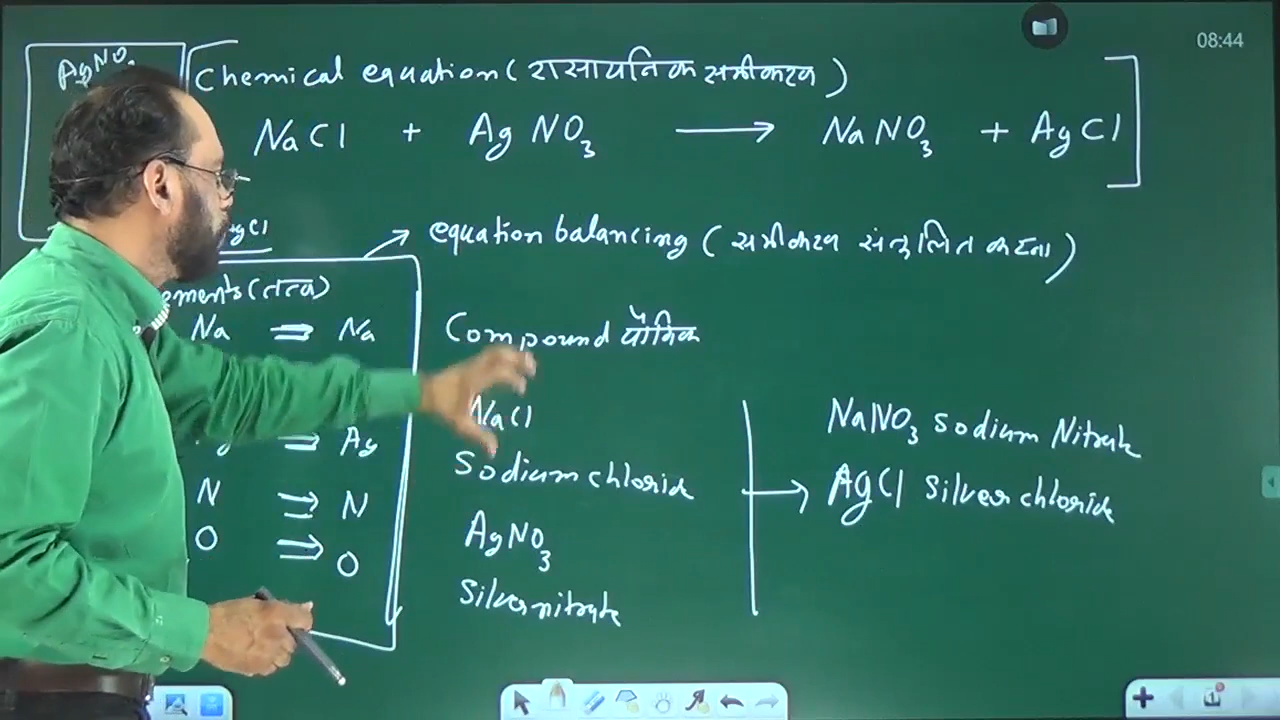 08:44
AgNO3
Chemical equation (रासायनिक समीकरण)
NaCl + AgNO3 ⟶ NaNO3 + AgCl
AgCl
equation balancing (समीकरण संतुलित करना)
ements (तत्व)
Na ⇒ Na
Compound यौगिक
NaCl
NaNO3 Sodium Nitrate
⇒ Ag
Sodium chloride
→ AgCl Silver chloride
N ⇒ N
AgNO3
O ⇒ O
Silver nitrate